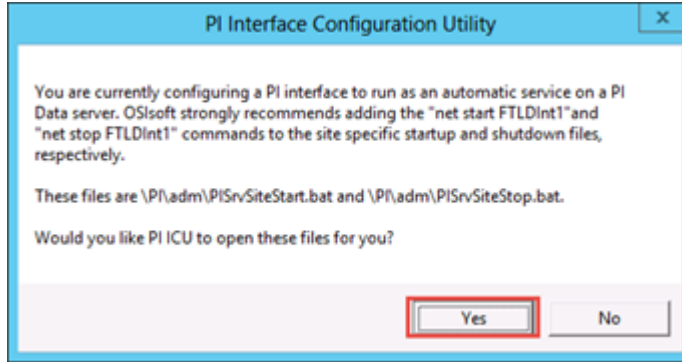 PI Interface Configuration Utility
x
You are currently configuring a PI interface to run as an automatic service on a PI
Data server. OSIsoft strongly recommends adding the "net start FTLDInt1"and
"net stop FTLDInt1" commands to the site specific startup and shutdown files,
respectively.
These files are \PI\adm\PISrvSiteStart.bat and \PI\adm\PISrvSiteStop.bat.
Would you like PI ICU to open these files for you?
Yes
No